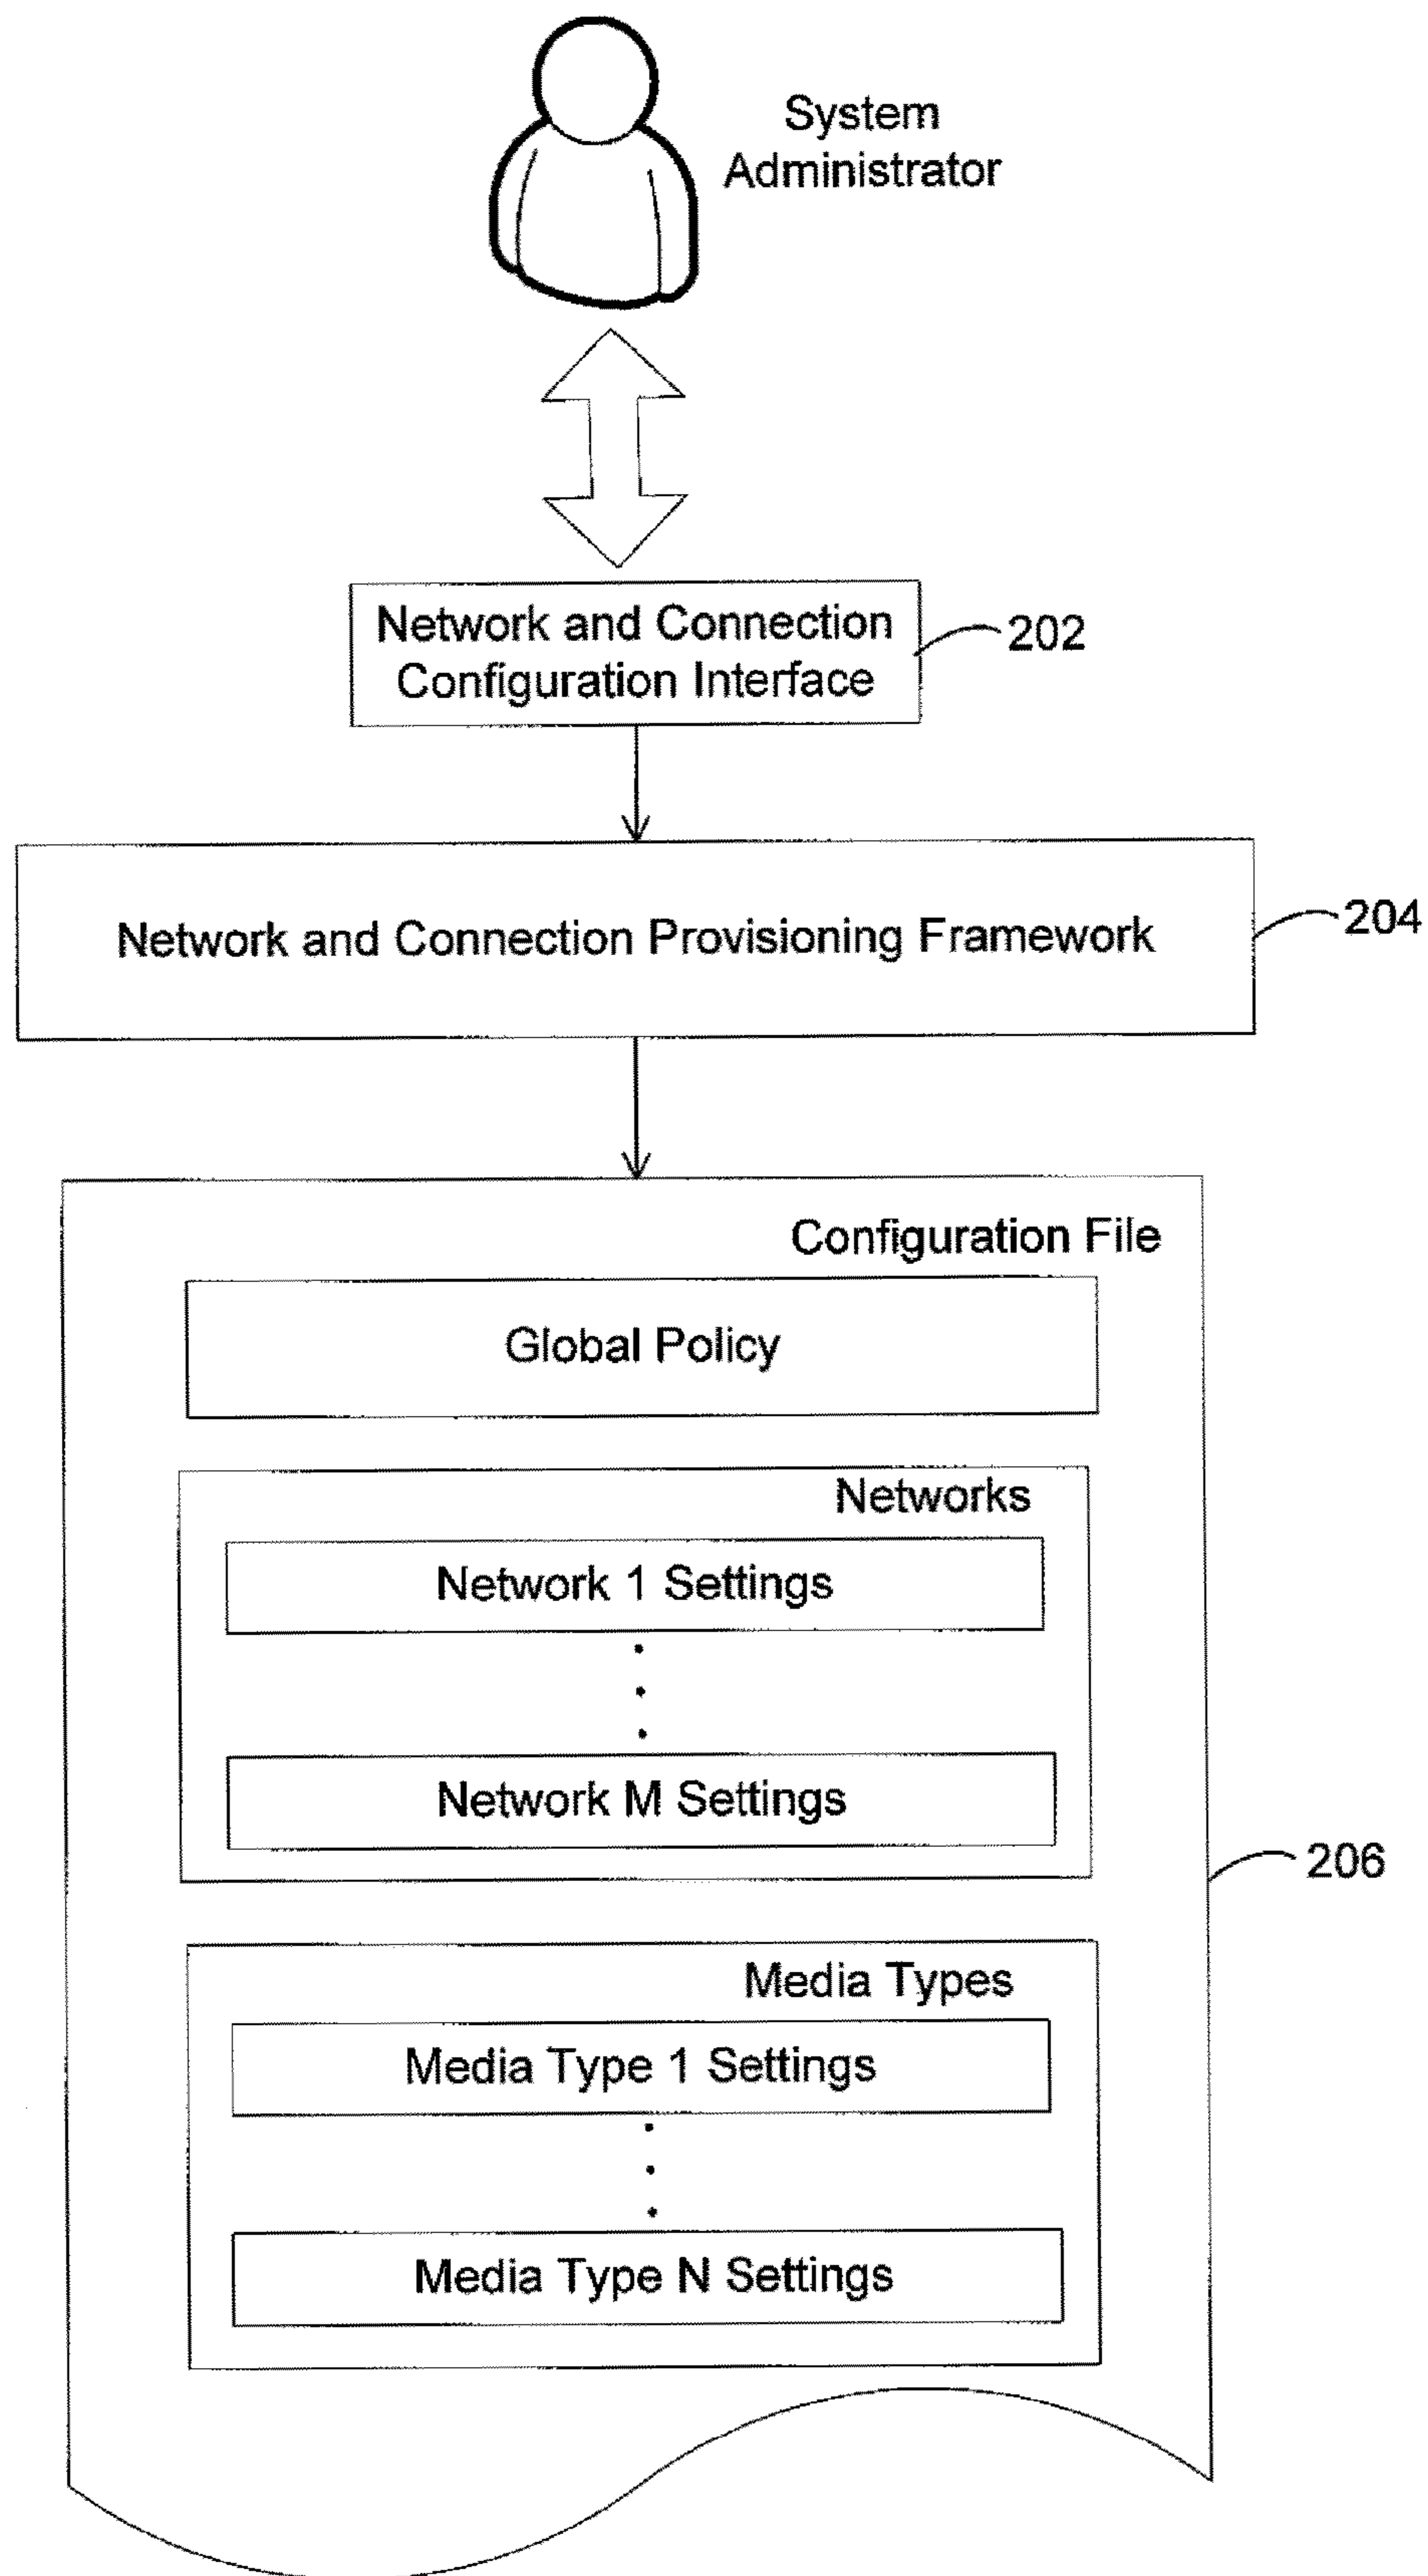 System
Administrator
Network and Connection
Configuration Interface
202
Network and Connection Provisioning Framework
204
Configuration File
Global Policy
Networks
Network 1 Settings
Network M Settings
206
Media Types
Media Type 1 Settings
Media Type N Settings